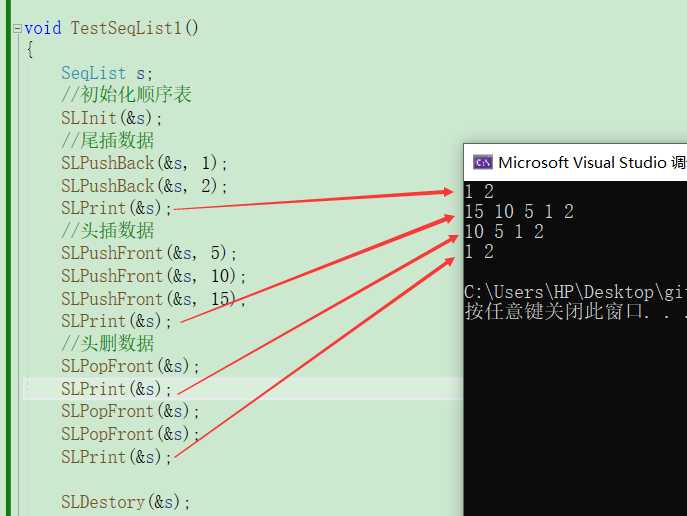 void TestSeqList1()
{
SeqList s;
//初始化顺序表
SLInit(&s);
//尾插数据
SLPushBack(&s, 1);
SLPushBack(&s, 2);
SLPrint(&s);
//头插数据
SLPushFront(&s, 5);
SLPushFront(&s, 10);
SLPushFront(&s, 15);
SLPrint(&s);
//头删数据
SLPopFront(&s);
SLPrint(&s);
SLPopFront(&s);
SLPopFront(&s);
SLPrint(&s);
SLDestory(&s);
C:\ Microsoft Visual Studio 调
1 2
15 10 5 1 2
10 5 1 2
1 2
C:\Users\HP\Desktop\git
按任意键关闭此窗口. . .